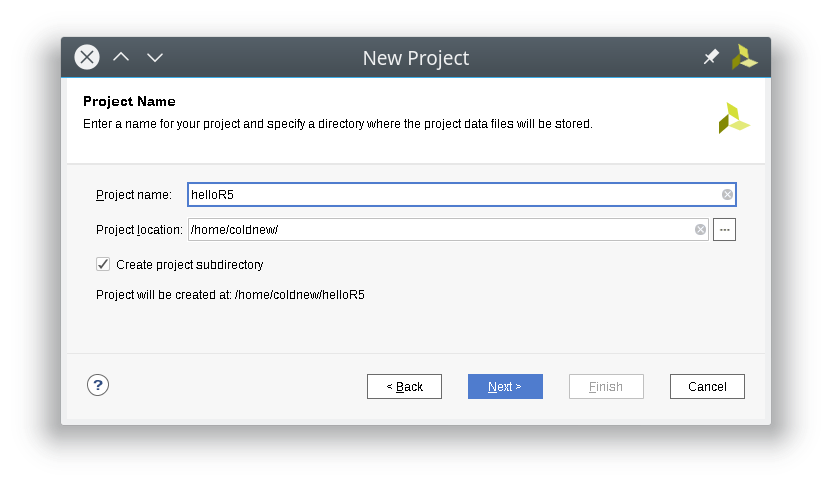 New Project
Project Name
Enter a name for your project and specify a directory where the project data files will be stored.
Project name: helloR5
Project location: /home/coldnew/ ...
Create project subdirectory
Project will be created at: /home/coldnew/helloR5
? < Back Next > Finish Cancel